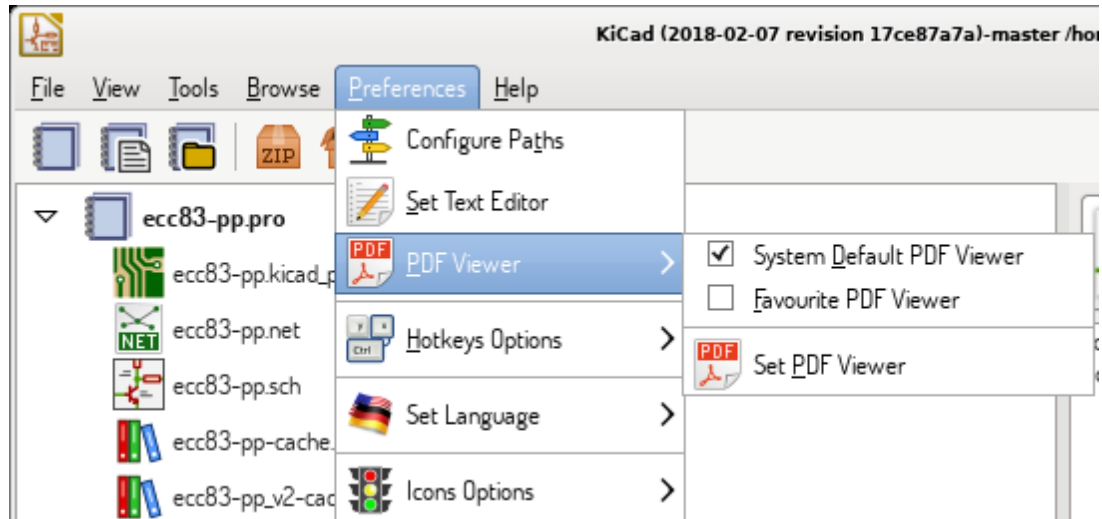 KiCad (2018-02-07 revision 17ce87a7a)-master
File View Tools Browse Preferences Help
ZIP
Configure Paths
Set Text Editor
PDF
PDF Viewer
Hotkeys Options
y x
Ctrl
Set Language
Icons Options
System Default PDF Viewer
Favourite PDF Viewer
PDF
Set PDF Viewer
ecc83-pp.pro
ecc83-pp.kicad_p
NET
ecc83-pp.net
ecc83-pp.sch
ecc83-pp-cache.
ecc83-pp_v2-cac